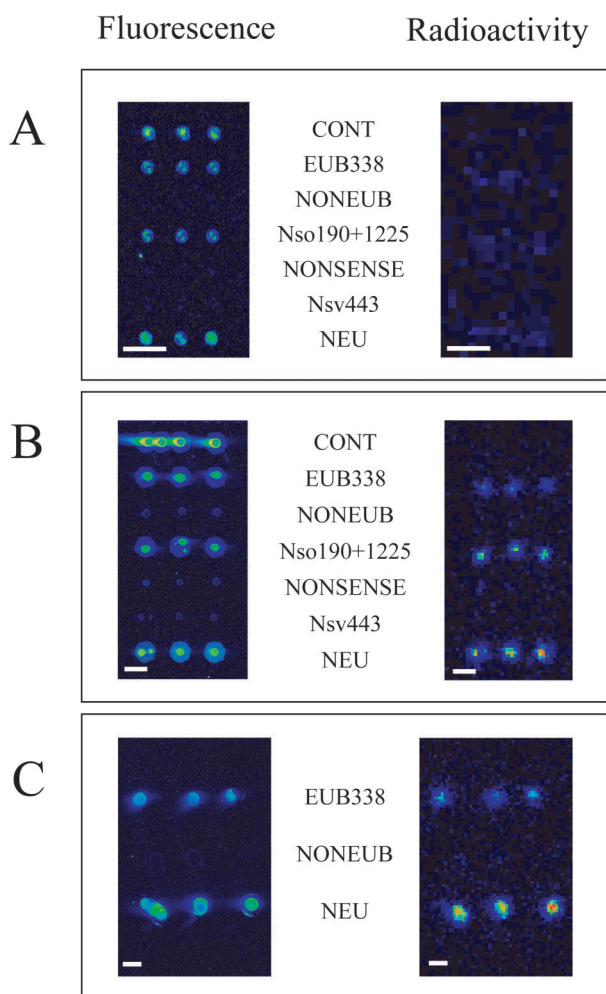 Fluorescence Radioactivity
A
CONT
EUB338
NONEUB
Nso190+1225
NONSENSE
Nsv443
NEU
B
CONT
EUB338
NONEUB
Nso190+1225
NONSENSE
Nsv443
NEU
C
EUB338
NONEUB
NEU